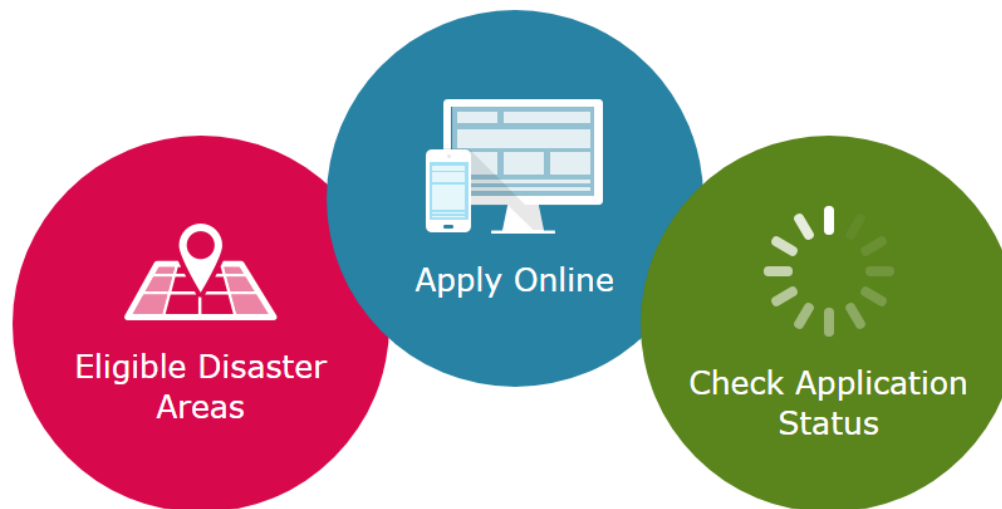 Eligible Disaster
Areas
Apply Online
Check Application
Status